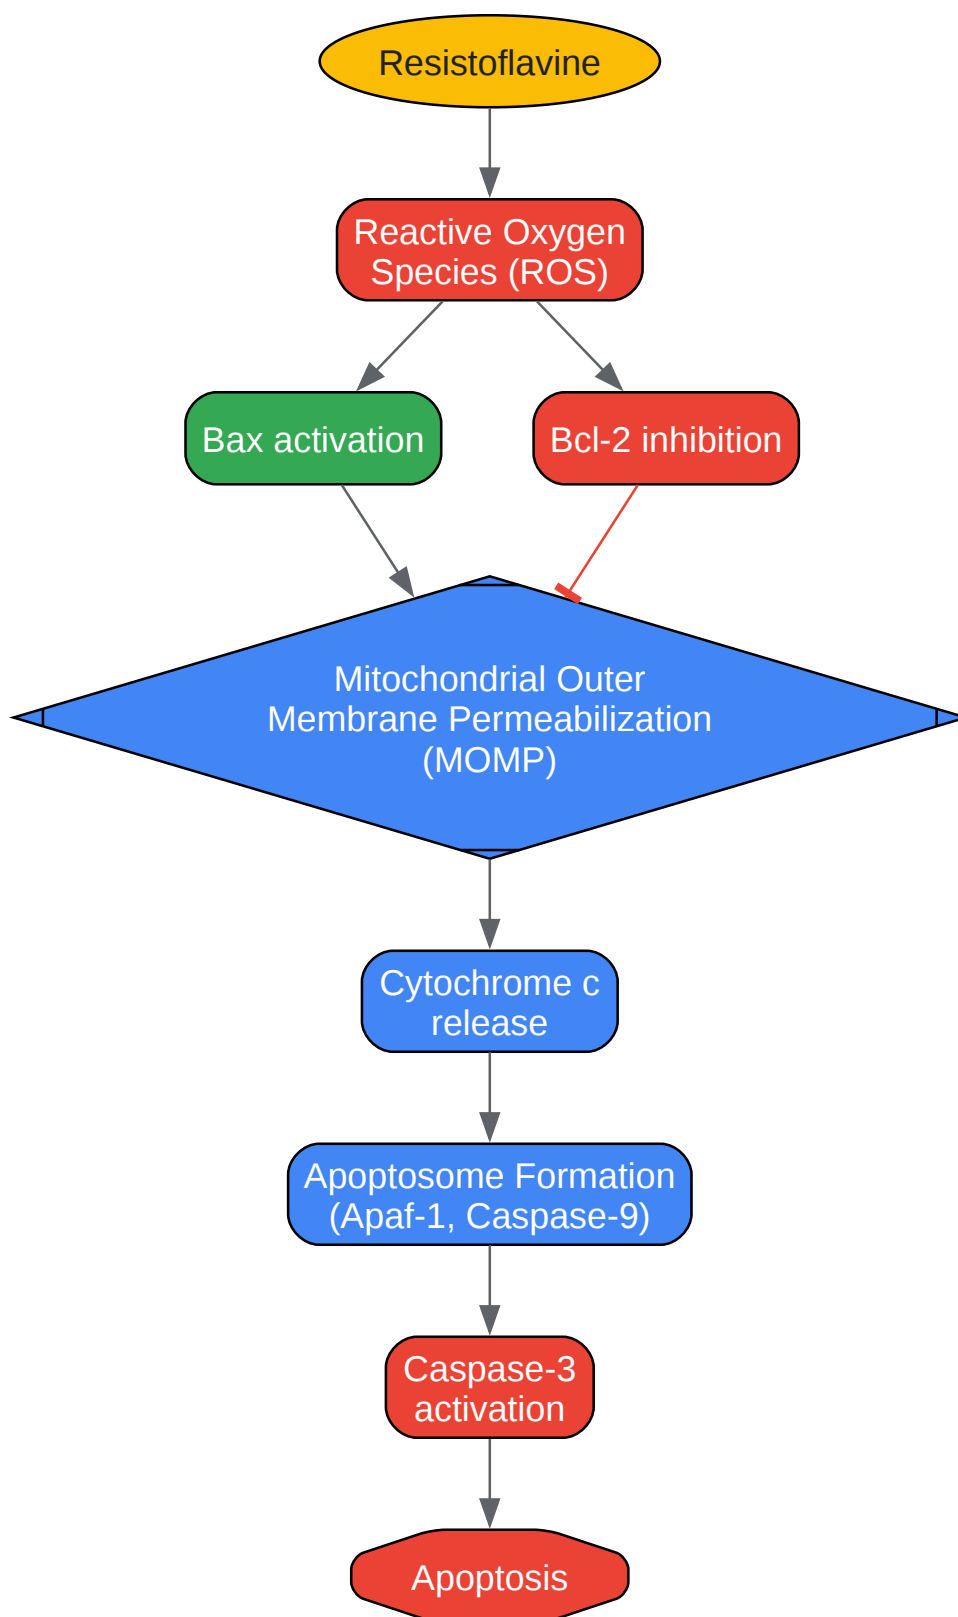 Resistoflavine
Reactive Oxygen
Species (ROS)
Bax activation
Bcl-2 inhibition
Mitochondrial Outer
Membrane Permeabilization
(MOMP)
Cytochrome c
release
Apoptosome Formation
(Apaf-1, Caspase-9)
Caspase-3
activation
Apoptosis